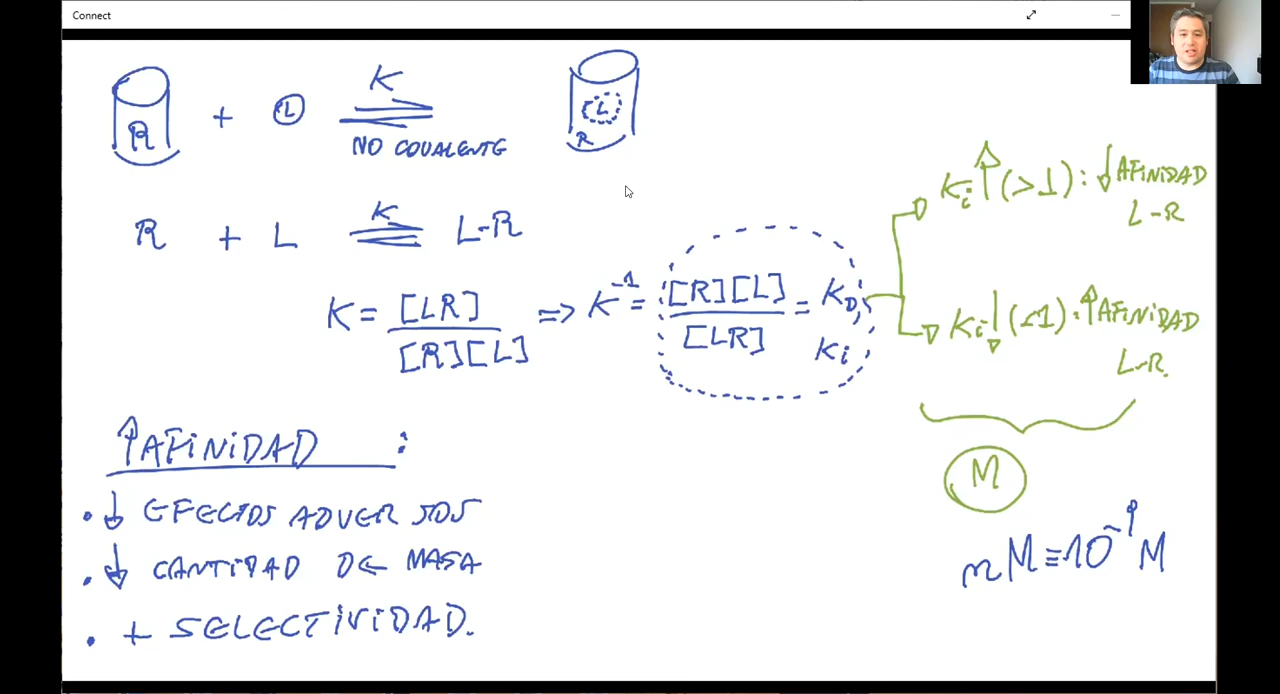 Connect
R + L K NO COVALENTE L R
R + L K L-R
K = [LR] / [R][L] => K⁻¹ = [R][L] / [LR] = KD, Ki
Ki↑ (>1) : ↓AFiNiDAD
L-R
Ki↓ (<1) : ↑AFiNiDAD
L-R.
M
nM ≡ 10⁻⁹ M
↑AFiNiDAD :
• ↓ EFECTOS ADVERSOS
• ↓ CANTIDAD DE MASA
• + SELECTIVIDAD.